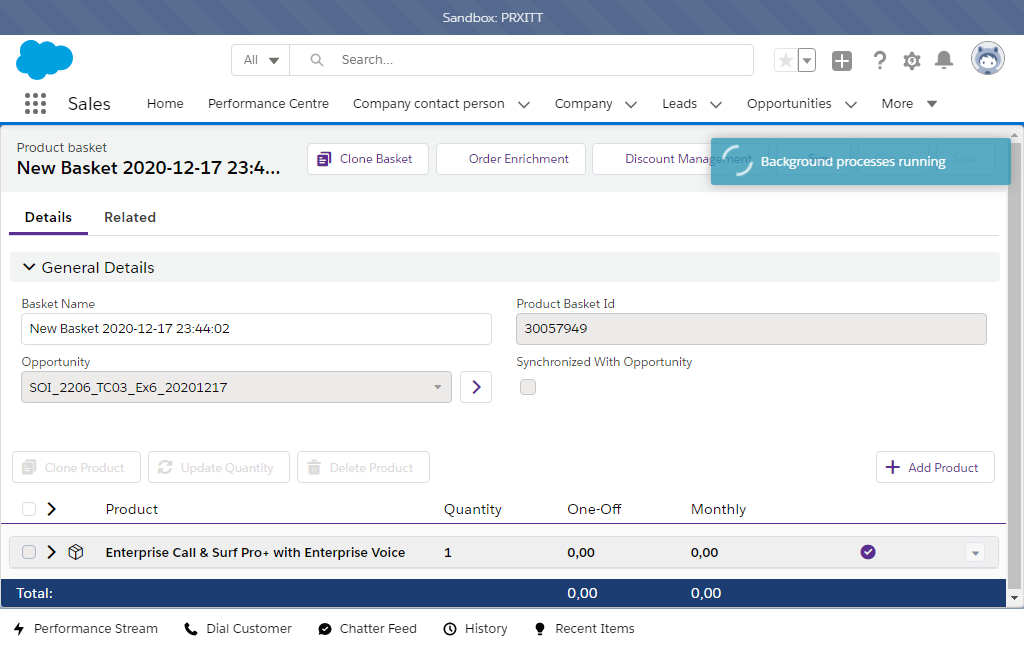 Sandbox: PRXITT
All
Search...
Sales
Home
Performance Centre
Company contact person
Company
Leads
Opportunities
More
Product basket
New Basket 2020-12-17 23:4...
Clone Basket
Order Enrichment
Discount Management
Background processes running
Details
Related
General Details
Basket Name
Product Basket Id
New Basket 2020-12-17 23:44:02
30057949
Opportunity
Synchronized With Opportunity
SOI_2206_TC03_Ex6_20201217
Clone Product
Update Quantity
Delete Product
Add Product
Product Quantity One-Off Monthly
Enterprise Call & Surf Pro+ with Enterprise Voice 1 0,00 0,00
Total: 0,00 0,00
Performance Stream
Dial Customer
Chatter Feed
History
Recent Items